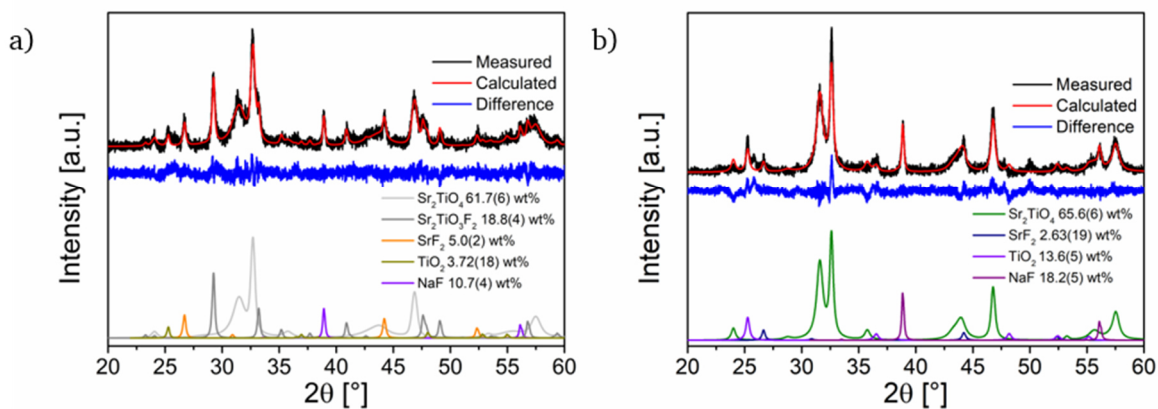 a)
Measured
Calculated
Difference
Intensity [a.u.]
Sr₂TiO₄ 61.7(6) wt%
Sr₂TiO₃F₂ 18.8(4) wt%
SrF₂ 5.0(2) wt%
TiO₂ 3.72(18) wt%
NaF 10.7(4) wt%
20 25 30 35 40 45 50 55 60
2θ [°]
b)
Measured
Calculated
Difference
Intensity [a.u.]
Sr₂TiO₄ 65.6(6) wt%
SrF₂ 2.63(19) wt%
TiO₂ 13.6(5) wt%
NaF 18.2(5) wt%
20 25 30 35 40 45 50 55 60
2θ [°]